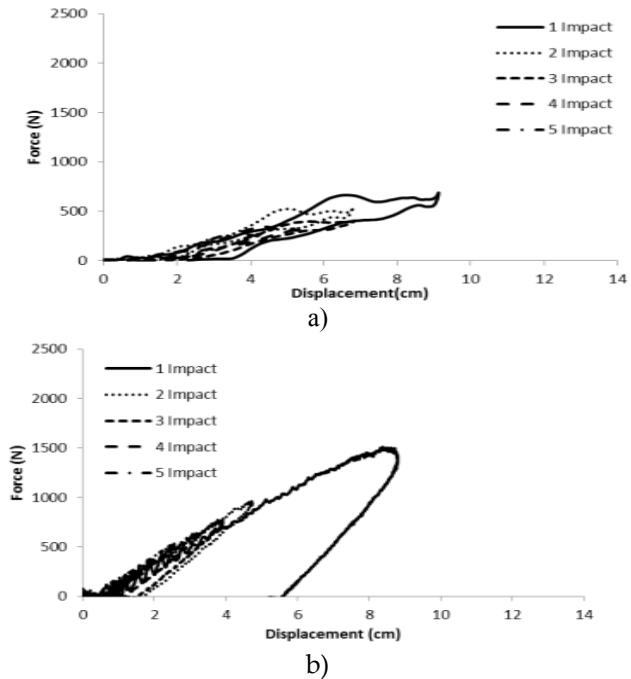 2500
2000
1500
1000
500
0
Force (N)
1 Impact
2 Impact
3 Impact
4 Impact
5 Impact
0 2 4 6 8 10 12 14
Displacement(cm)
a)
2500
2000
1500
1000
500
0
Force (N)
1 Impact
2 Impact
3 Impact
4 Impact
5 Impact
0 2 4 6 8 10 12 14
Displacement (cm)
b)